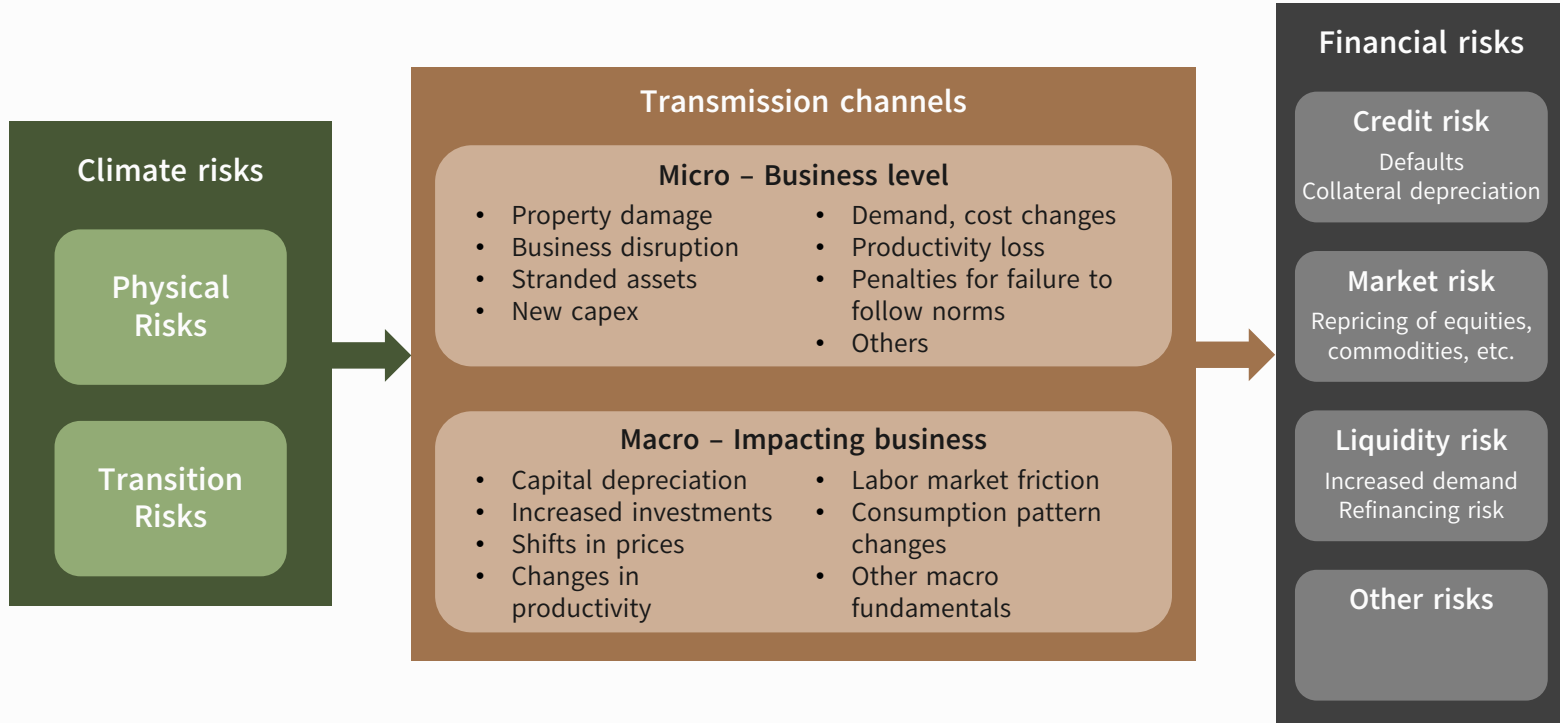 Climate risks
Physical
Risks
Transition
Risks
Transmission channels
Micro – Business level
• Property damage
• Business disruption
• Stranded assets
• New capex
• Demand, cost changes
• Productivity loss
• Penalties for failure to
follow norms
• Others
Macro – Impacting business
• Capital depreciation
• Increased investments
• Shifts in prices
• Changes in
productivity
• Labor market friction
• Consumption pattern
changes
• Other macro
fundamentals
Financial risks
Credit risk
Defaults
Collateral depreciation
Market risk
Repricing of equities,
commodities, etc.
Liquidity risk
Increased demand
Refinancing risk
Other risks